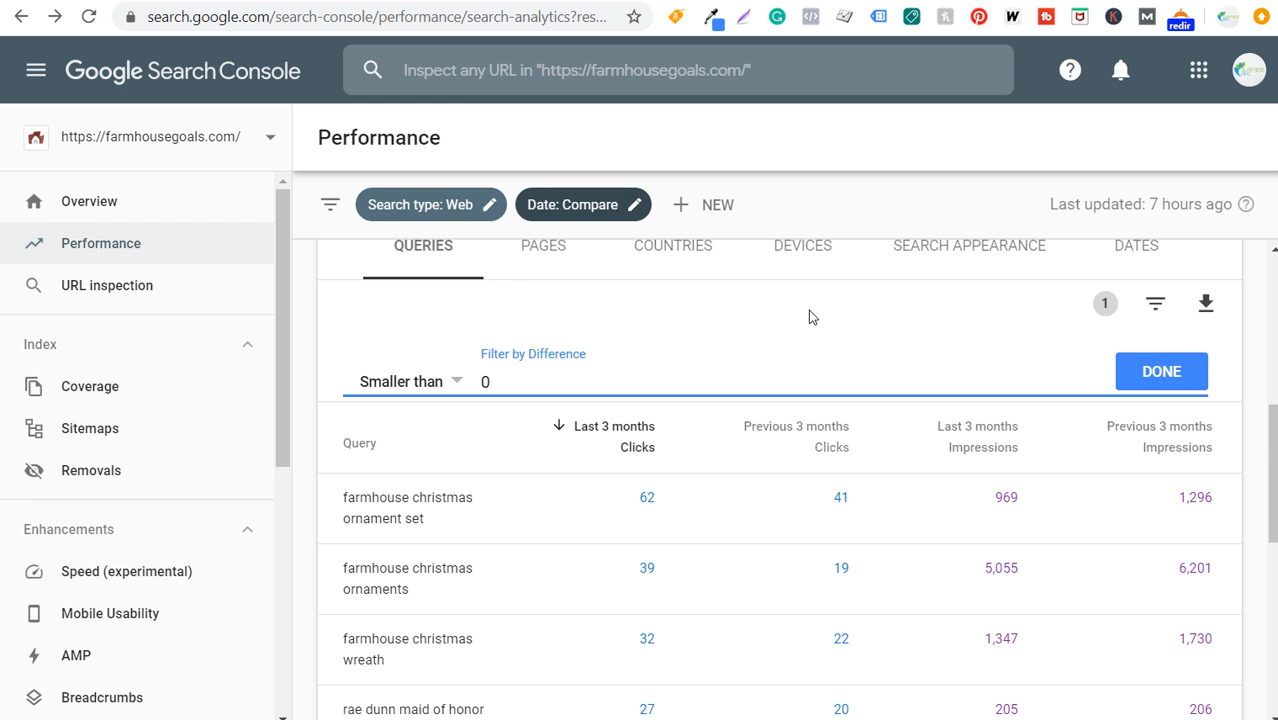 search.google.com/search-console/performance/search-analytics?res...
redir
Google Search Console
Inspect any URL in "https://farmhousegoals.com/"
https://farmhousegoals.com/
Performance
Overview
Performance
URL inspection
Index
Coverage
Sitemaps
Removals
Enhancements
Speed (experimental)
Mobile Usability
AMP
Breadcrumbs
Search type: Web
Date: Compare
NEW
Last updated: 7 hours ago
QUERIES PAGES COUNTRIES DEVICES SEARCH APPEARANCE DATES
1
Filter by Difference
Smaller than 0
DONE
Query
Last 3 months
Clicks
Previous 3 months
Clicks
Last 3 months
Impressions
Previous 3 months
Impressions
farmhouse christmas
ornament set
62 41 969 1,296
farmhouse christmas
ornaments
39 19 5,055 6,201
farmhouse christmas
wreath
32 22 1,347 1,730
rae dunn maid of honor 27 20 205 206